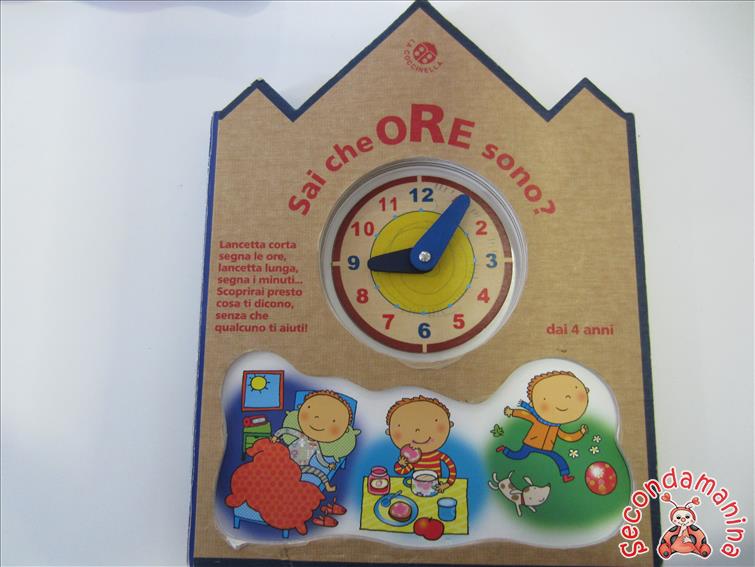 LA COCCINELLA
Sai che ORE sono?
12
11
2
10
3
9
4
8
5
7
6
Lancetta corta
segna le ore,
lancetta lunga,
segna i minuti...
Scoprirai presto
cosa ti dicono,
senza che
qualcuno ti aiuti!
dai 4 anni
secondamanina